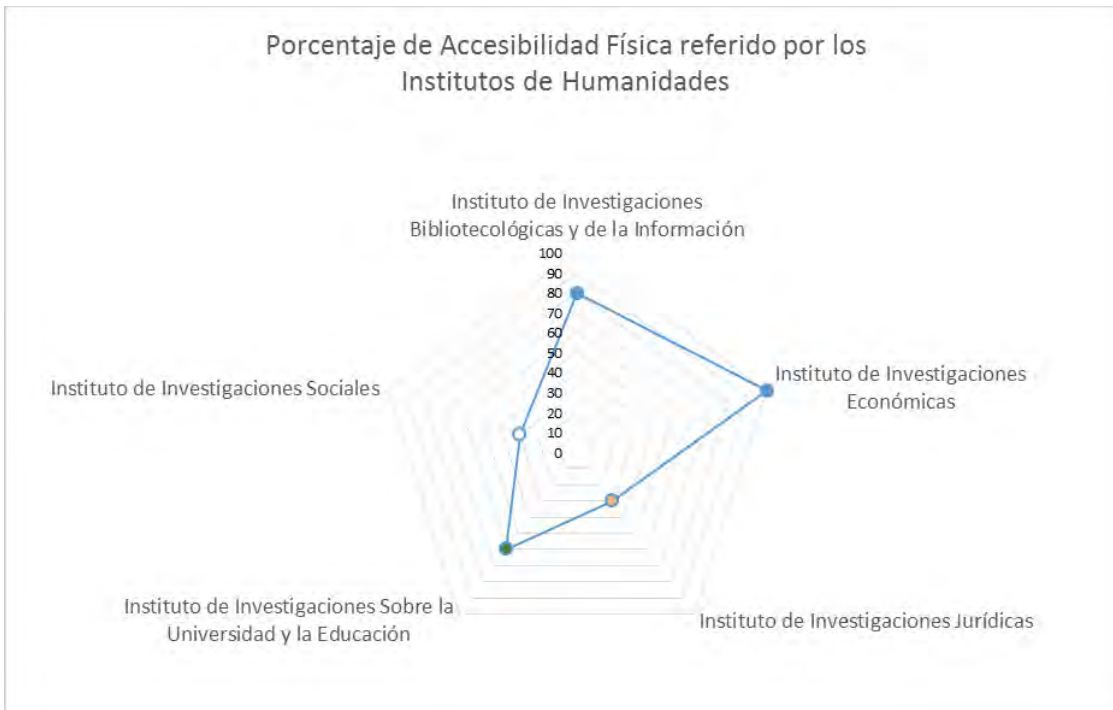 Porcentaje de Accesibilidad Física referido por los
Institutos de Humanidades
Instituto de Investigaciones
Bibliotecológicas y de la Información
100
90
80
70
60
50
40
30
20
10
0
Instituto de Investigaciones
Económicas
Instituto de Investigaciones Sociales
Instituto de Investigaciones Sobre la
Universidad y la Educación
Instituto de Investigaciones Jurídicas